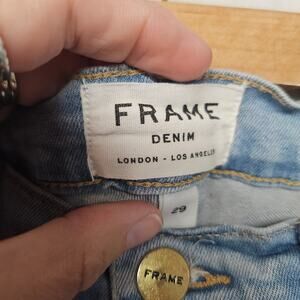 FRAME
DENIM
LONDON - LOS ANGELES
29
FRAME